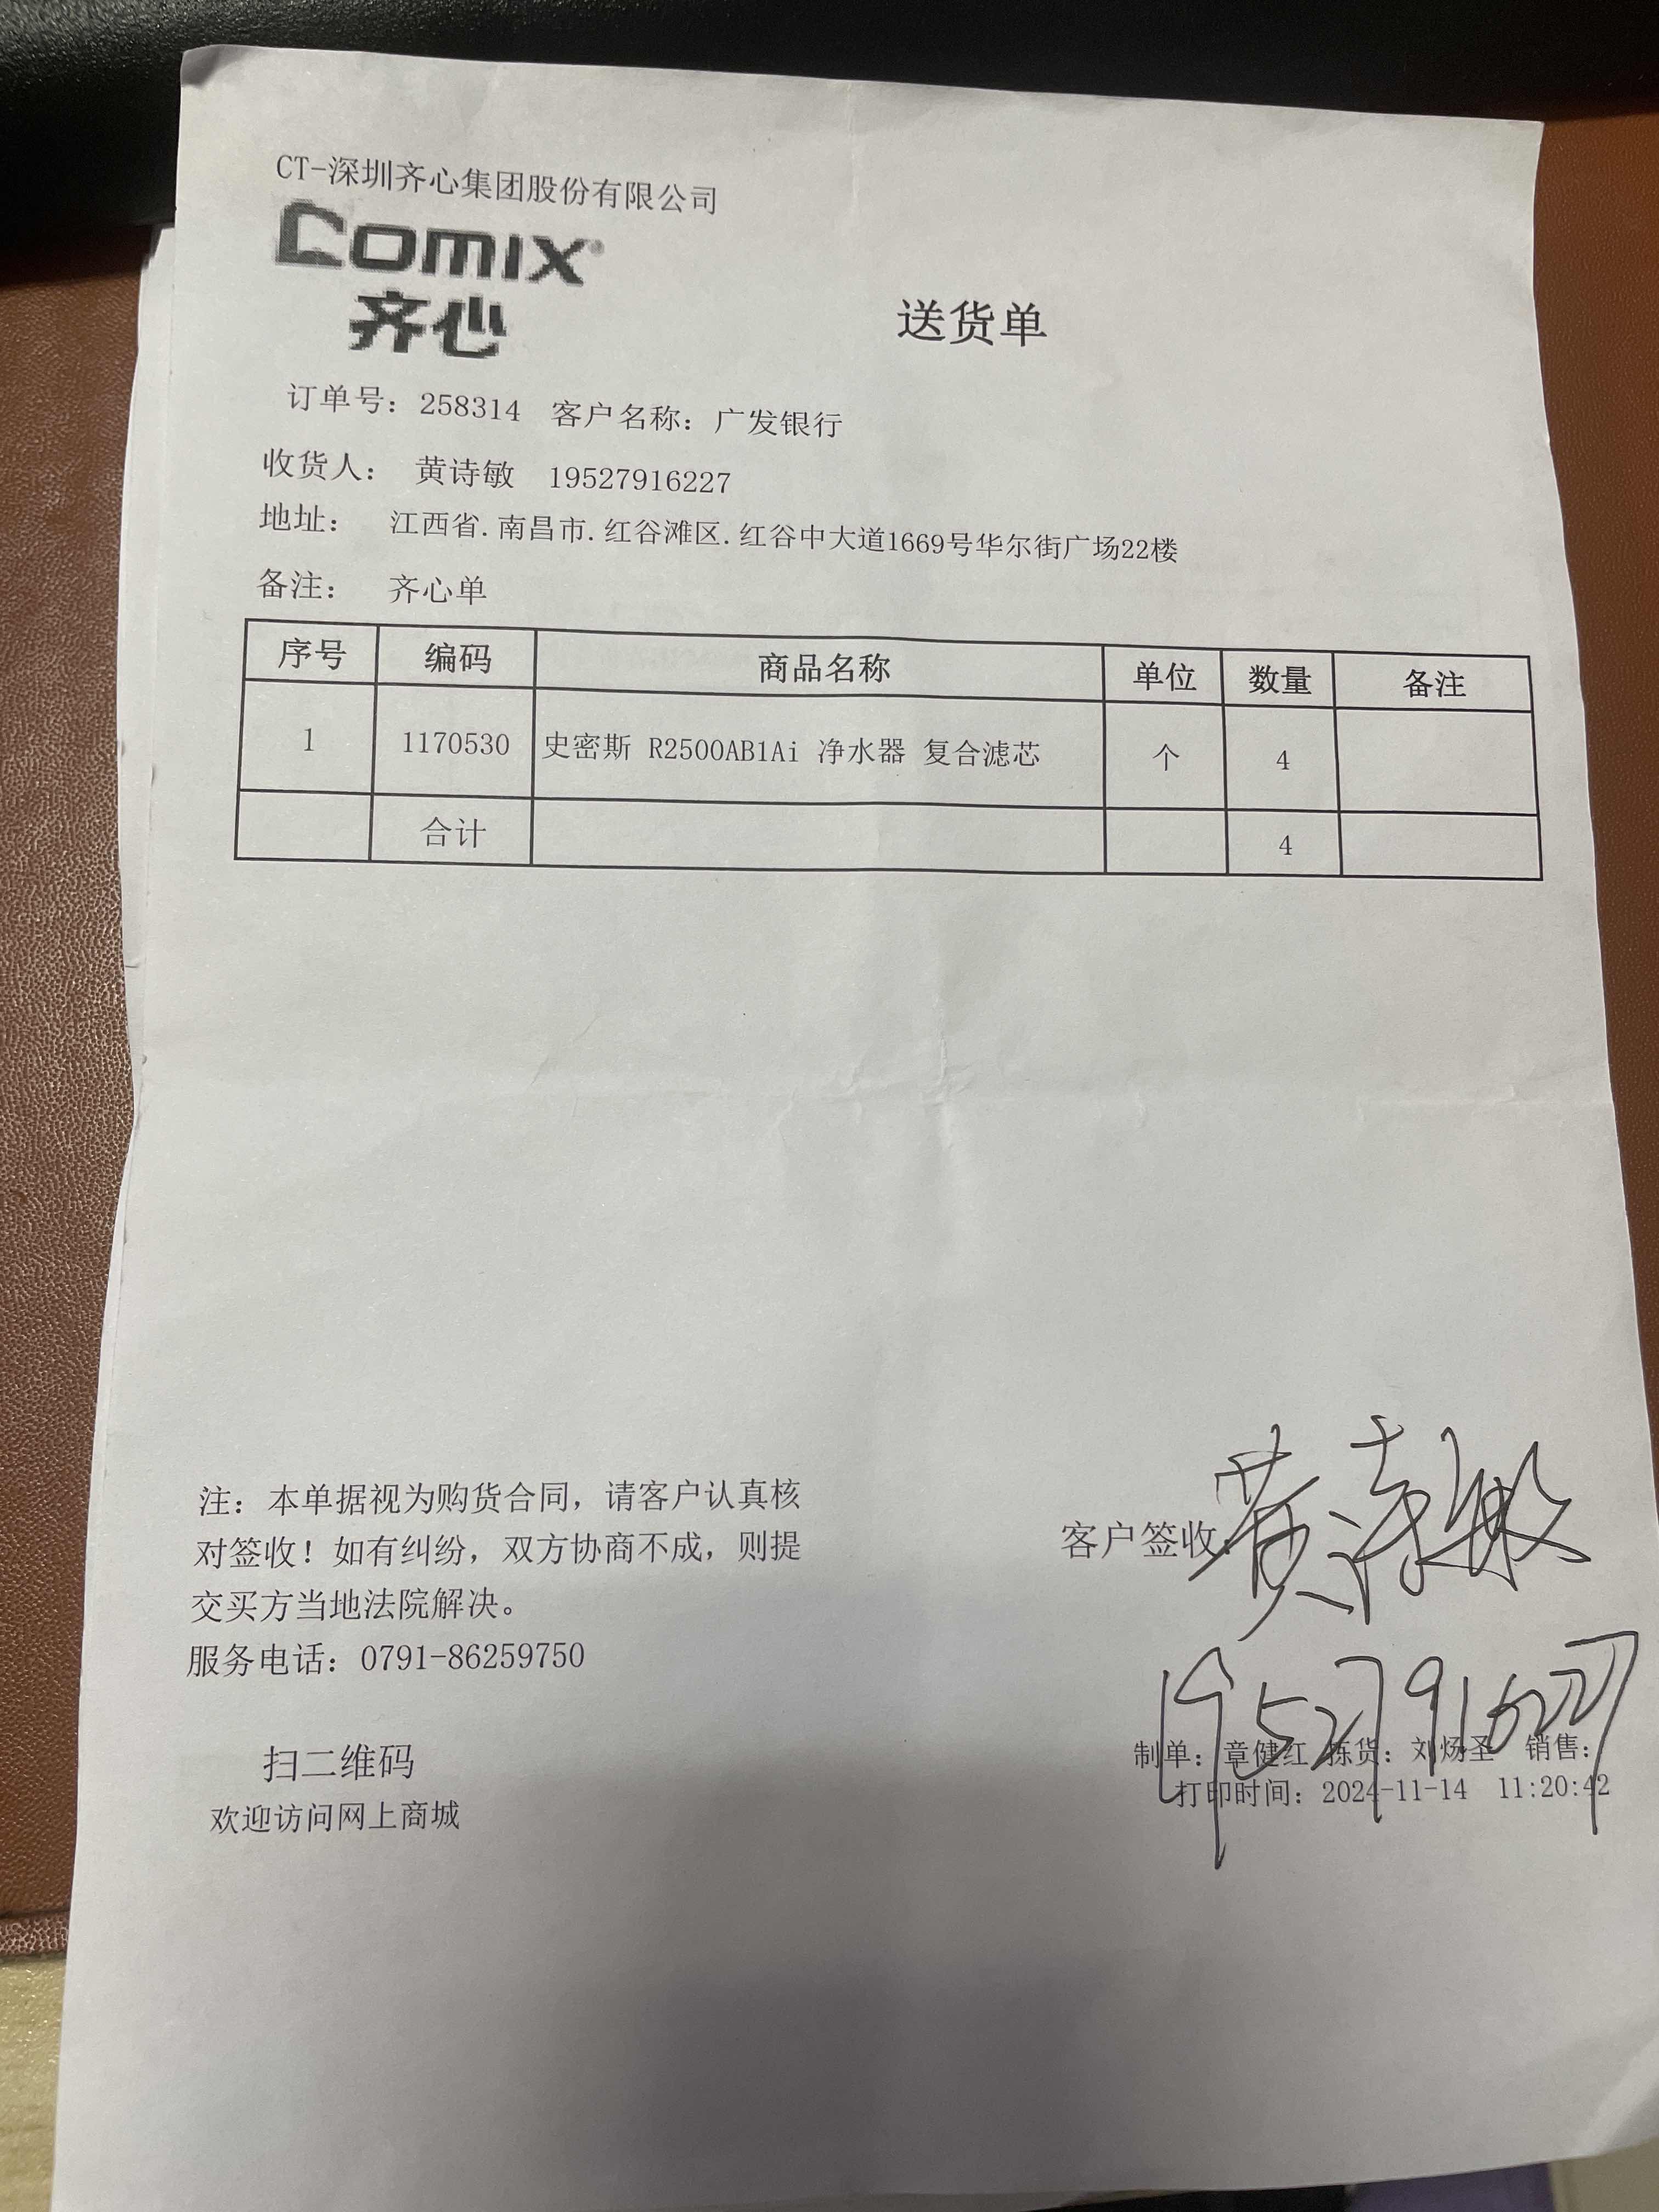 CT-深圳齐心集团股份有限公司
Comix®
齐心
送货单
订单号：258314 客户名称：广发银行
收货人： 黄诗敏 19527916227
地址： 江西省.南昌市.红谷滩区.红谷中大道1669号华尔街广场22楼
备注： 齐心单
序号 编码 商品名称 单位 数量 备注
1 1170530 史密斯 R2500AB1Ai 净水器 复合滤芯 个 4
合计 4
注：本单据视为购货合同，请客户认真核
对签收！如有纠纷，双方协商不成，则提
交买方当地法院解决。
服务电话：0791-86259750
客户签收: 黄诗敏
19527916227
扫二维码
欢迎访问网上商城
制单：章健红 拣货：刘炀圣 销售：
打印时间：2024-11-14 11:20:42